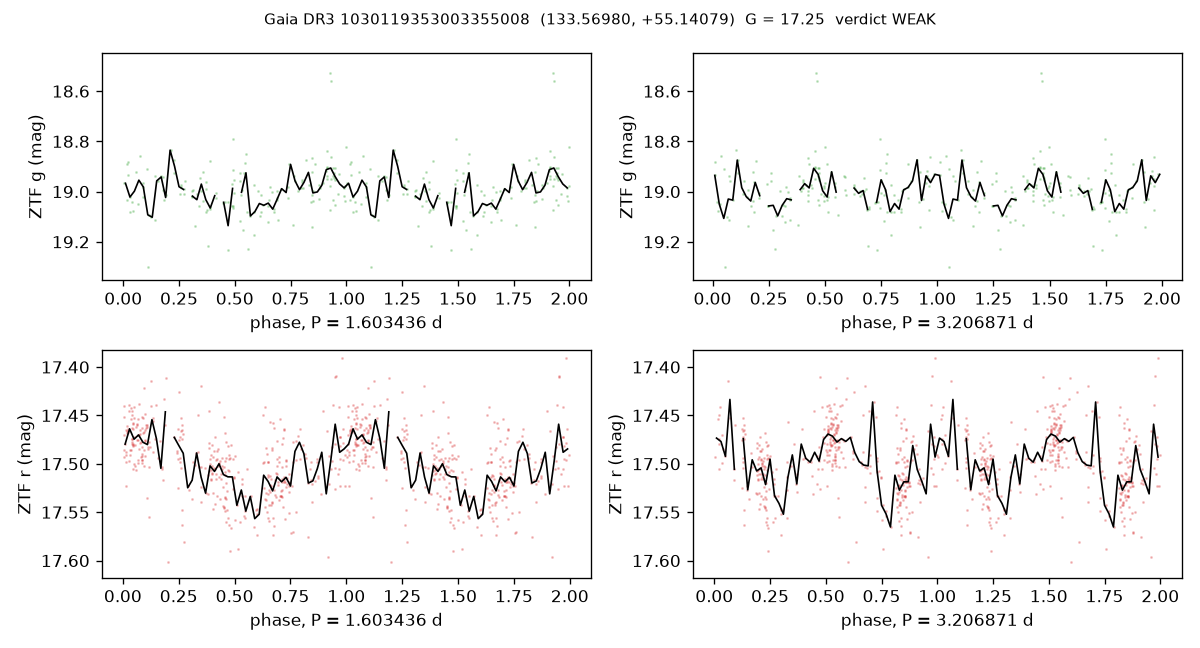 Gaia DR3 1030119353003355008 (133.56980, +55.14079) G = 17.25 verdict WEAK
ZTF g (mag)
18.6
18.8
19.0
19.2
0.00 0.25 0.50 0.75 1.00 1.25 1.50 1.75 2.00
phase, P = 1.603436 d
ZTF g (mag)
18.6
18.8
19.0
19.2
0.00 0.25 0.50 0.75 1.00 1.25 1.50 1.75 2.00
phase, P = 3.206871 d
ZTF r (mag)
17.40
17.45
17.50
17.55
17.60
0.00 0.25 0.50 0.75 1.00 1.25 1.50 1.75 2.00
phase, P = 1.603436 d
ZTF r (mag)
17.40
17.45
17.50
17.55
17.60
0.00 0.25 0.50 0.75 1.00 1.25 1.50 1.75 2.00
phase, P = 3.206871 d